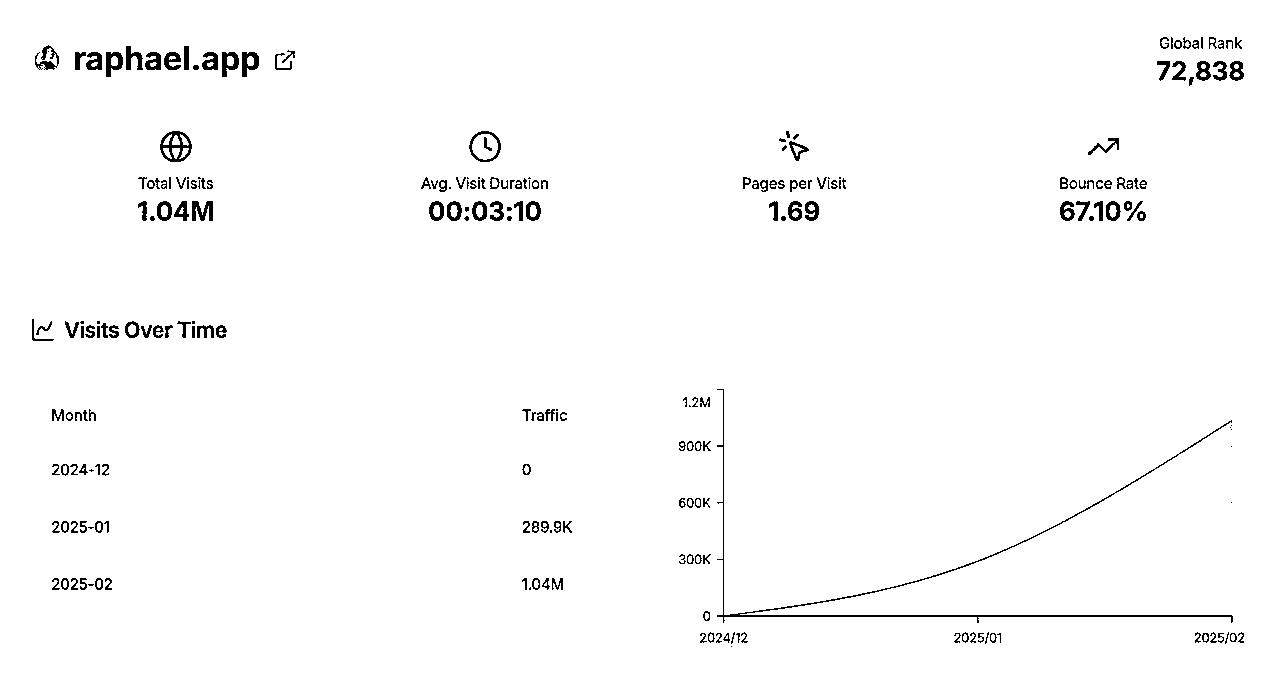 raphael.app
Global Rank
72,838
Total Visits
1.04M
Avg. Visit Duration
00:03:10
Pages per Visit
1.69
Bounce Rate
67.10%
Visits Over Time
Month Traffic
2024-12 0
2025-01 289.9K
2025-02 1.04M
1.2M
900K
600K
300K
0
2024/12 2025/01 2025/02